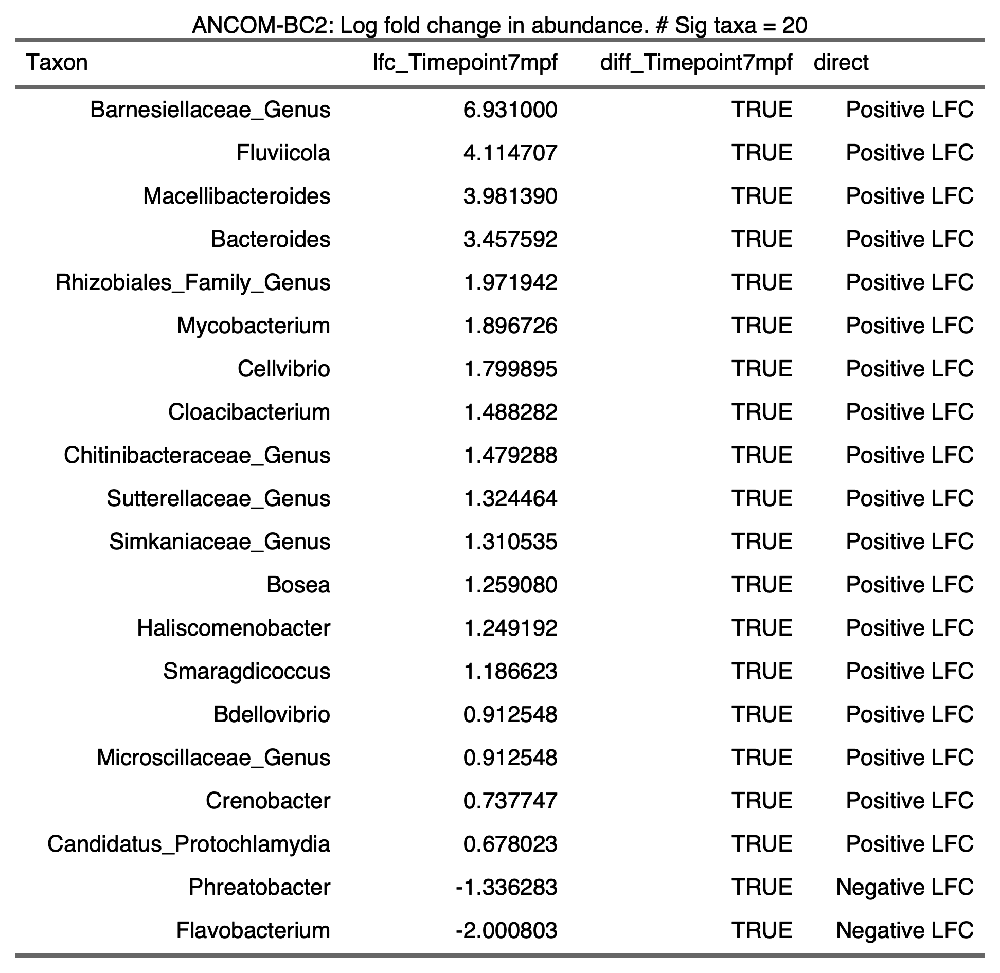 ANCOM-BC2: Log fold change in abundance. # Sig taxa = 20
Taxon lfc_Timepoint7mpf diff_Timepoint7mpf direct
Barnesiellaceae_Genus 6.931000 TRUE Positive LFC
Fluviicola 4.114707 TRUE Positive LFC
Macellibacteroides 3.981390 TRUE Positive LFC
Bacteroides 3.457592 TRUE Positive LFC
Rhizobiales_Family_Genus 1.971942 TRUE Positive LFC
Mycobacterium 1.896726 TRUE Positive LFC
Cellvibrio 1.799895 TRUE Positive LFC
Cloacibacterium 1.488282 TRUE Positive LFC
Chitinibacteraceae_Genus 1.479288 TRUE Positive LFC
Sutterellaceae_Genus 1.324464 TRUE Positive LFC
Simkaniaceae_Genus 1.310535 TRUE Positive LFC
Bosea 1.259080 TRUE Positive LFC
Haliscomenobacter 1.249192 TRUE Positive LFC
Smaragdicoccus 1.186623 TRUE Positive LFC
Bdellovibrio 0.912548 TRUE Positive LFC
Microscillaceae_Genus 0.912548 TRUE Positive LFC
Crenobacter 0.737747 TRUE Positive LFC
Candidatus_Protochlamydia 0.678023 TRUE Positive LFC
Phreatobacter -1.336283 TRUE Negative LFC
Flavobacterium -2.000803 TRUE Negative LFC